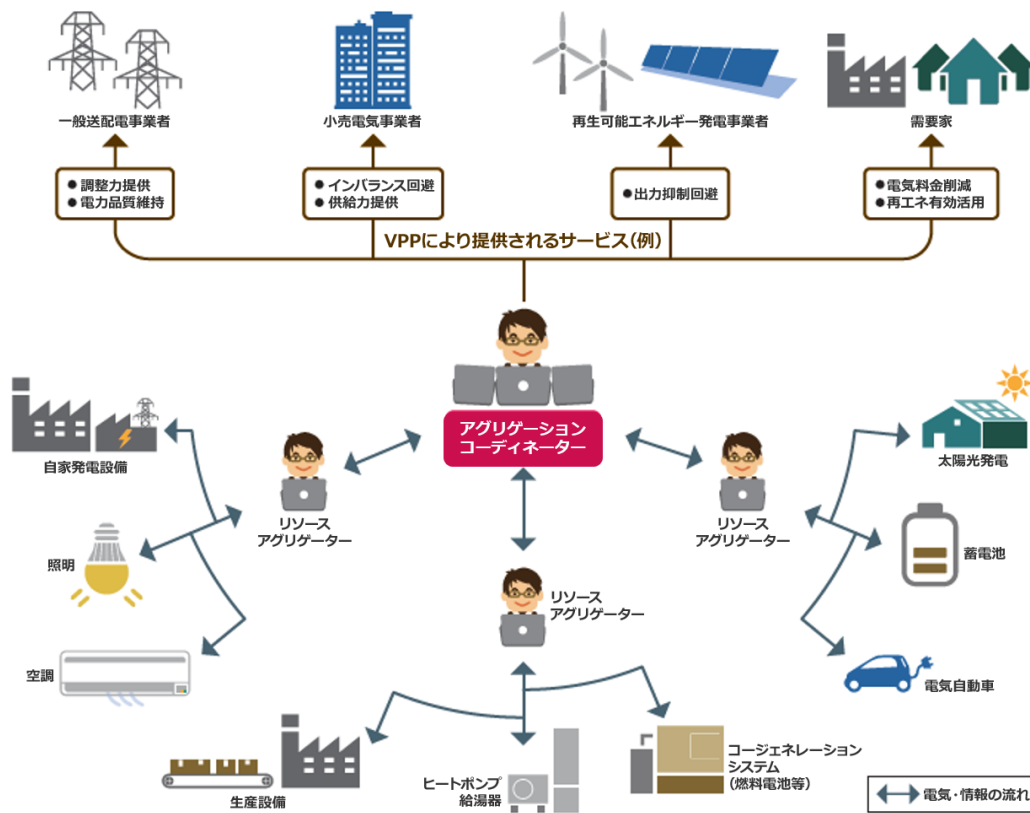 一般送配電事業者
小売電気事業者
再生可能エネルギー発電事業者
需要家
● 調整力提供
● 電力品質維持
● インバランス回避
● 供給力提供
● 出力抑制回避
● 電気料金削減
● 再エネ有効活用
VPPにより提供されるサービス(例)
アグリゲーション
コーディネーター
自家発電設備
リソース
アグリゲーター
リソース
アグリゲーター
太陽光発電
照明
蓄電池
リソース
アグリゲーター
空調
電気自動車
生産設備
ヒートポンプ
給湯器
コージェネレーション
システム
(燃料電池等)
電気・情報の流れ